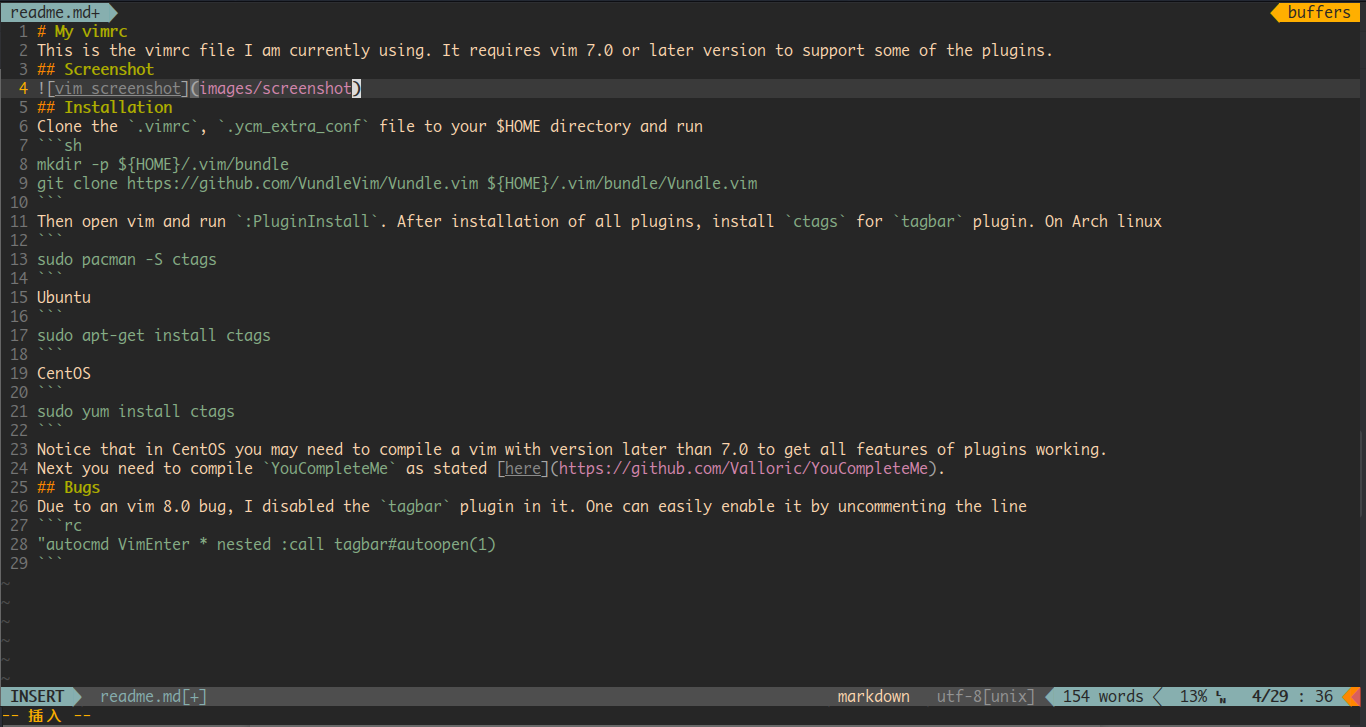 readme.md+ buffers
1 # My vimrc
2 This is the vimrc file I am currently using. It requires vim 7.0 or later version to support some of the plugins.
3 ## Screenshot
4 ![vim screenshot](images/screenshot)
5 ## Installation
6 Clone the `.vimrc`, `.ycm_extra_conf` file to your $HOME directory and run
7 ```sh
8 mkdir -p ${HOME}/.vim/bundle
9 git clone https://github.com/VundleVim/Vundle.vim ${HOME}/.vim/bundle/Vundle.vim
10 ```
11 Then open vim and run `:PluginInstall`. After installation of all plugins, install `ctags` for `tagbar` plugin. On Arch linux
12 ```
13 sudo pacman -S ctags
14 ```
15 Ubuntu
16 ```
17 sudo apt-get install ctags
18 ```
19 CentOS
20 ```
21 sudo yum install ctags
22 ```
23 Notice that in CentOS you may need to compile a vim with version later than 7.0 to get all features of plugins working.
24 Next you need to compile `YouCompleteMe` as stated [here](https://github.com/Valloric/YouCompleteMe).
25 ## Bugs
26 Due to an vim 8.0 bug, I disabled the `tagbar` plugin in it. One can easily enable it by uncommenting the line
27 ```rc
28 "autocmd VimEnter * nested :call tagbar#autoopen(1)
29 ```
~
~
~
~
~
~
INSERT readme.md[+] markdown utf-8[unix] 154 words 13% ␤ 4/29 : 36
-- 插入 --